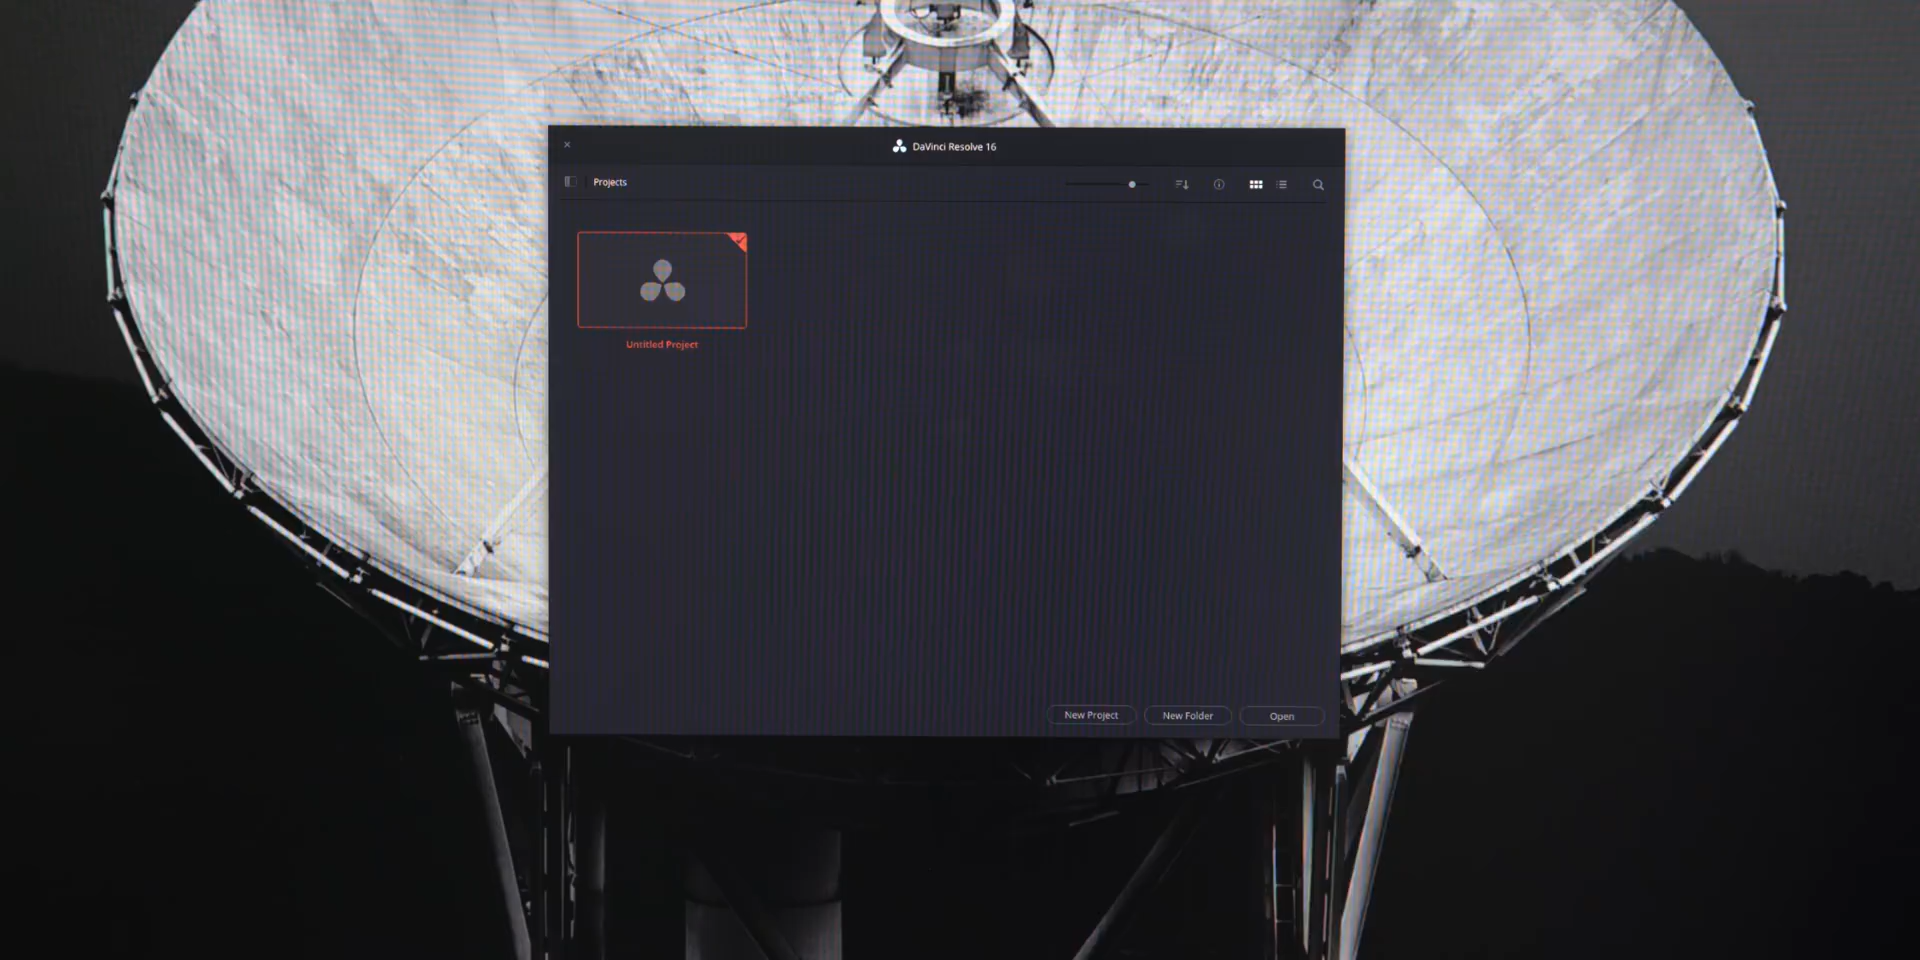 DaVinci Resolve 16
Projects
Untitled Project
New Project
New Folder
Open